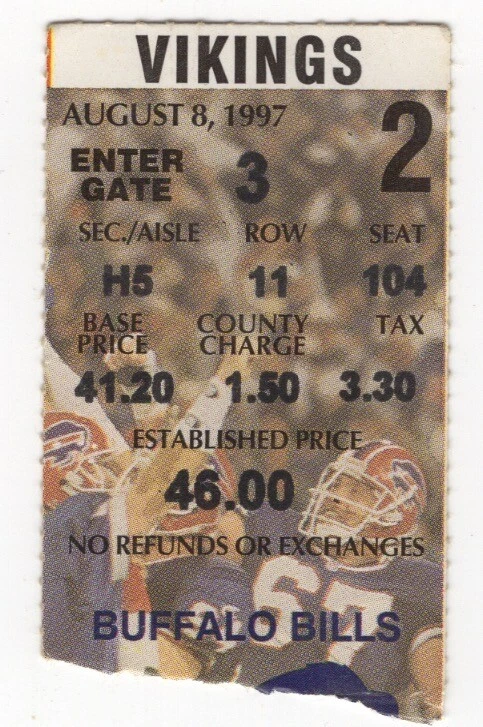 VIKINGS
AUGUST 8, 1997
2
ENTER GATE 3
SEC./AISLE ROW SEAT
H5 11 104
BASE PRICE COUNTY CHARGE TAX
41.20 1.50 3.30
ESTABLISHED PRICE
46.00
NO REFUNDS OR EXCHANGES
67
BUFFALO BILLS